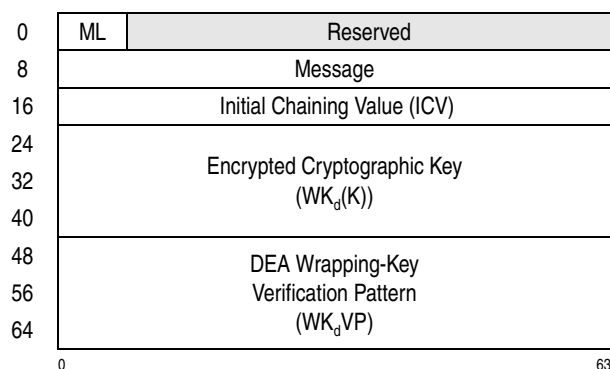 0 ML Reserved
8 Message
16 Initial Chaining Value (ICV)
24
32 Encrypted Cryptographic Key
(WKd(K))
40
48 DEA Wrapping-Key
56 Verification Pattern
64 (WKdVP)
0 63